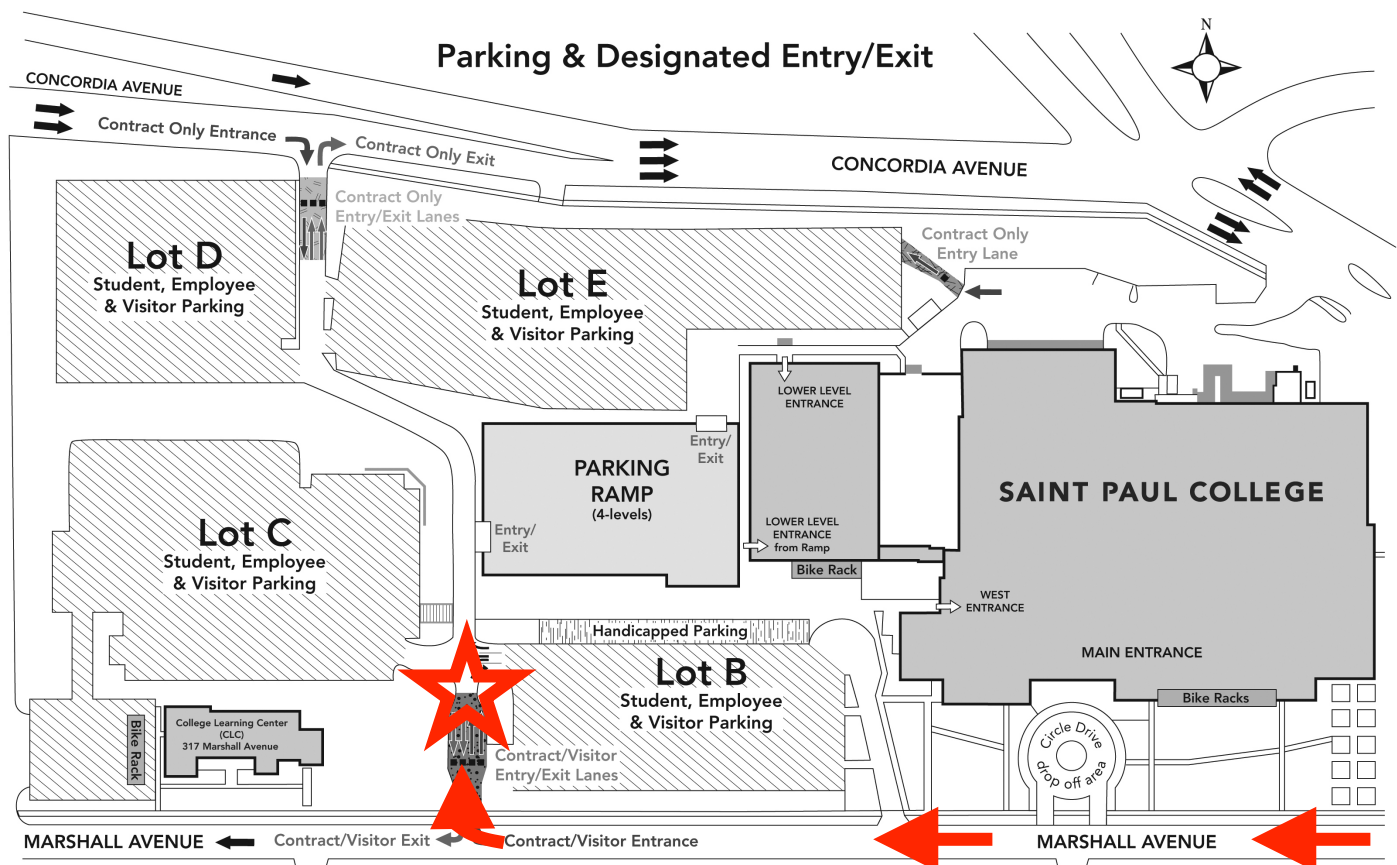 N
Parking & Designated Entry/Exit
CONCORDIA AVENUE
Contract Only Entrance
Contract Only Exit
CONCORDIA AVENUE
Contract Only
Entry/Exit Lanes
Contract Only
Entry Lane
Lot D
Student, Employee
& Visitor Parking
Lot E
Student, Employee
& Visitor Parking
LOWER LEVEL
ENTRANCE
Entry/
Exit
PARKING
RAMP
(4-levels)
SAINT PAUL COLLEGE
Lot C
Student, Employee
& Visitor Parking
Entry/
Exit
LOWER LEVEL
ENTRANCE
from Ramp
Bike Rack
WEST
ENTRANCE
Handicapped Parking
MAIN ENTRANCE
Lot B
Student, Employee
& Visitor Parking
Bike Racks
College Learning Center
(CLC)
317 Marshall Avenue
Bike Rack
Contract/Visitor
Entry/Exit Lanes
Circle Drive
drop off area
MARSHALL AVENUE
Contract/Visitor Exit
Contract/Visitor Entrance
MARSHALL AVENUE